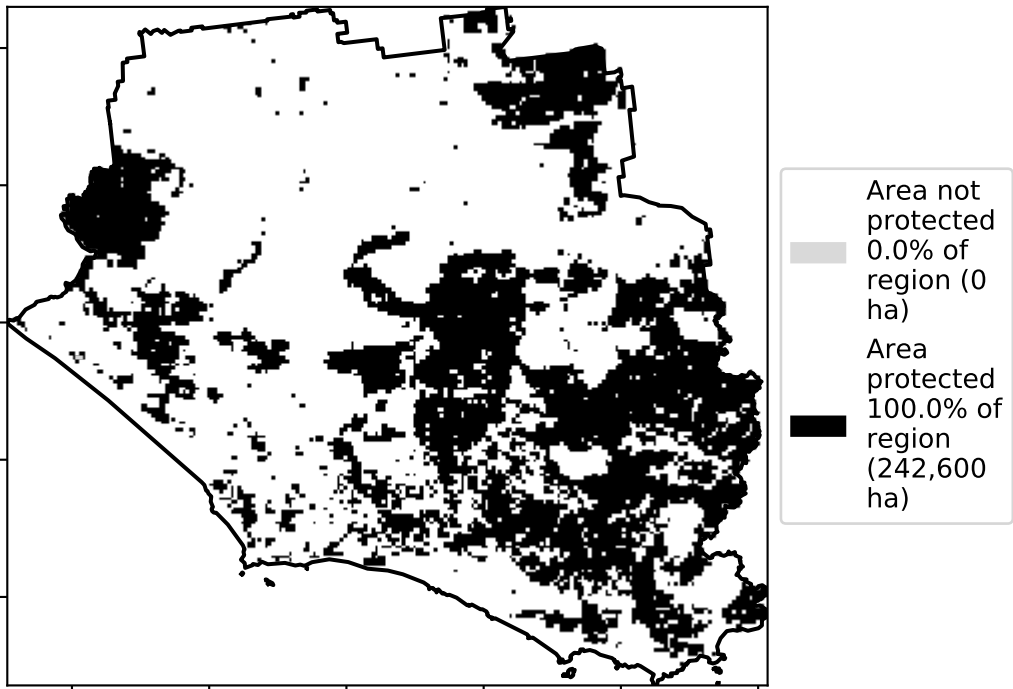 Area not
protected
0.0% of
region (0
ha)
Area
protected
100.0% of
region
(242,600
ha)